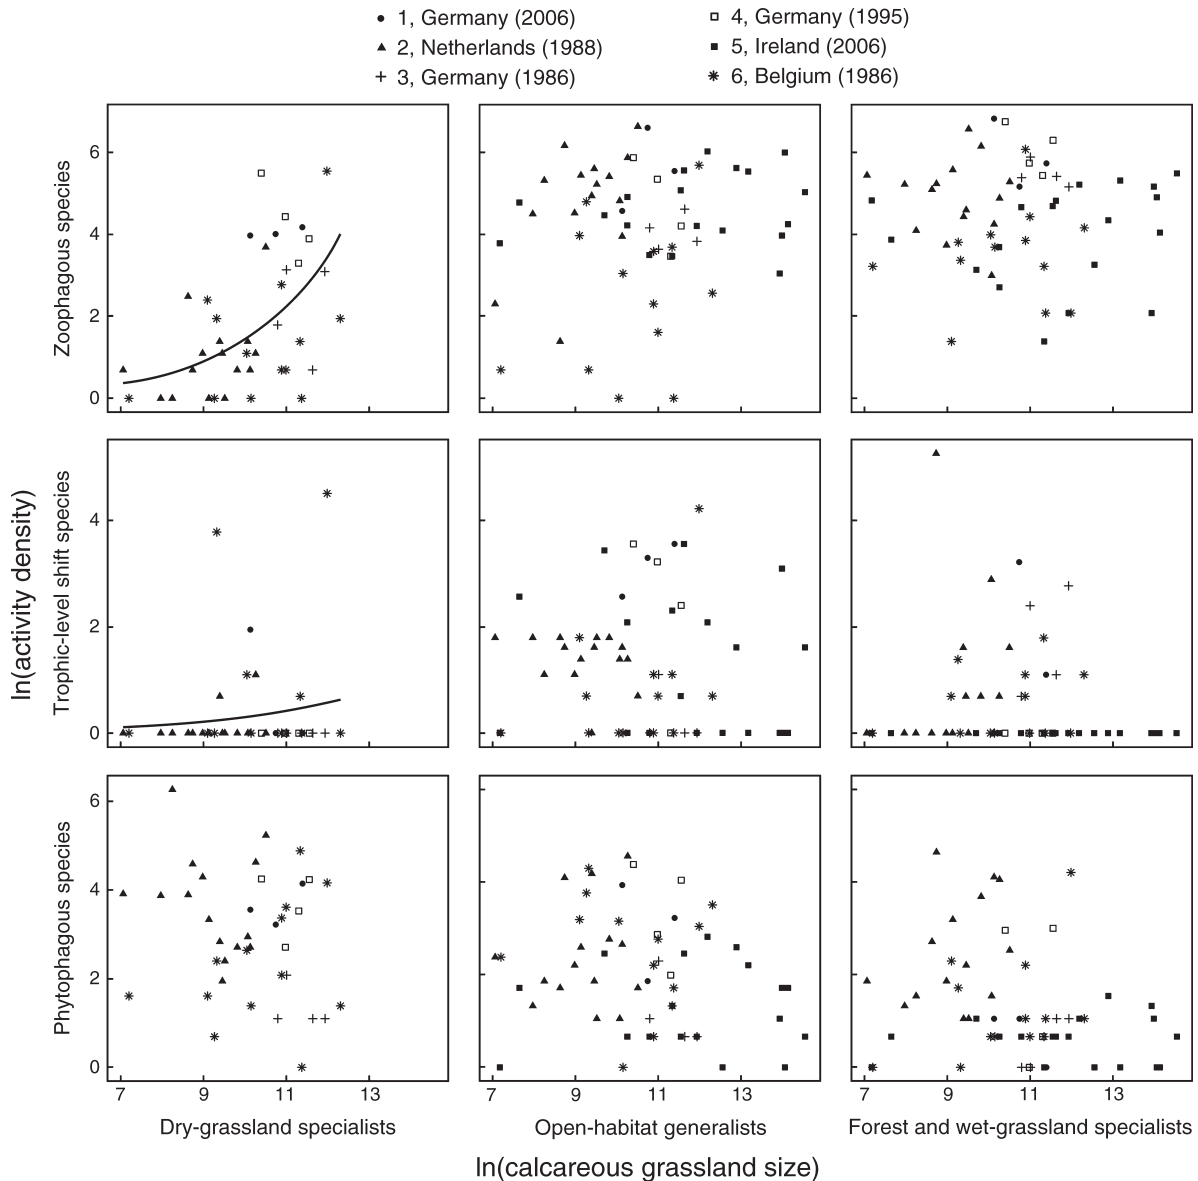 1, Germany (2006)
2, Netherlands (1988)
3, Germany (1986)
4, Germany (1995)
5, Ireland (2006)
6, Belgium (1986)
ln(activity density)
Zoophagous species
6
4
2
0
Trophic-level shift species
4
2
0
Phytophagous species
6
4
2
0
7 9 11 13
7 9 11 13
7 9 11 13
Dry-grassland specialists
Open-habitat generalists
Forest and wet-grassland specialists
ln(calcareous grassland size)